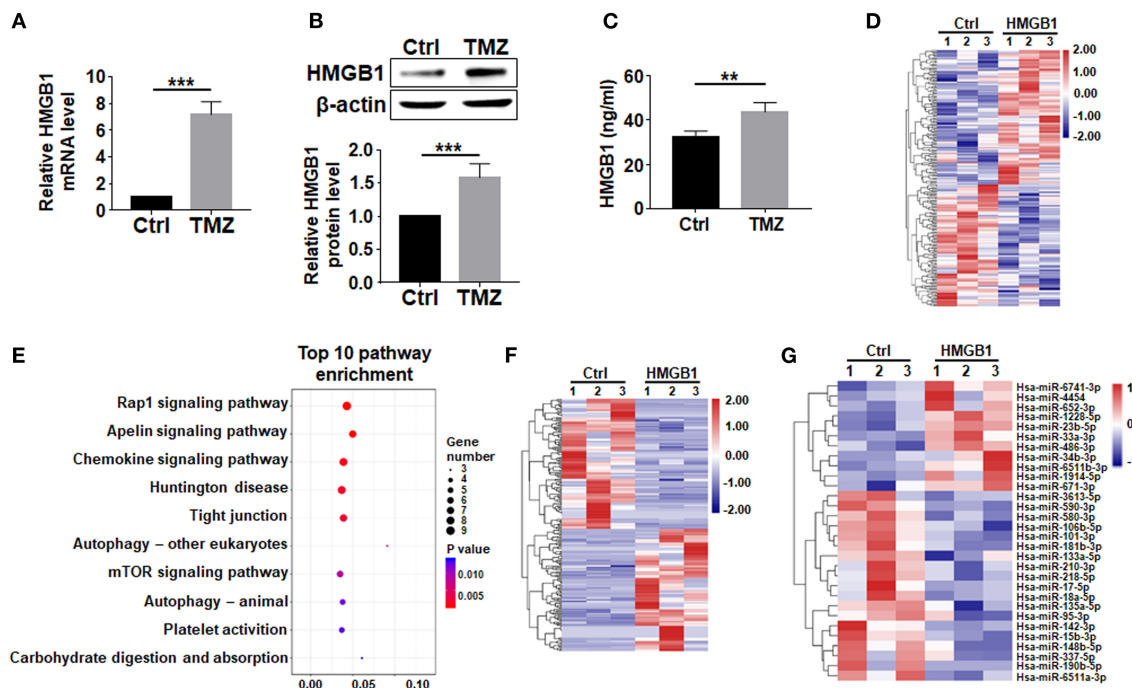 A
Relative HMGB1
mRNA level
10
8
6
4
2
0
***
Ctrl TMZ
B
Ctrl TMZ
HMGB1
β-actin
Relative HMGB1
protein level
2.0
1.5
1.0
0.5
0.0
***
Ctrl TMZ
C
HMGB1 (ng/ml)
60
40
20
0
**
Ctrl TMZ
D
Ctrl HMGB1
1 2 3 1 2 3
2.00
1.00
0.00
-1.00
-2.00
E
Top 10 pathway
enrichment
Rap1 signaling pathway
Apelin signaling pathway
Chemokine signaling pathway
Huntington disease
Tight junction
Autophagy – other eukaryotes
mTOR signaling pathway
Autophagy – animal
Platelet activition
Carbohydrate digestion and absorption
0.00 0.05 0.10
Gene
number
3
4
5
6
7
8
9
P value
0.010
0.005
F
Ctrl HMGB1
1 2 3 1 2 3
2.00
1.00
0.00
-1.00
-2.00
G
Ctrl HMGB1
1 2 3 1 2 3
Hsa-miR-6741-3p
Hsa-miR-4454
Hsa-miR-652-3p
Hsa-miR-1228-5p
Hsa-miR-23b-5p
Hsa-miR-33a-3p
Hsa-miR-486-3p
Hsa-miR-34b-3p
Hsa-miR-6511b-3p
Hsa-miR-1914-5p
Hsa-miR-671-3p
Hsa-miR-3613-5p
Hsa-miR-590-3p
Hsa-miR-580-3p
Hsa-miR-106b-5p
Hsa-miR-101-3p
Hsa-miR-181b-3p
Hsa-miR-133a-5p
Hsa-miR-210-3p
Hsa-miR-218-5p
Hsa-miR-17-5p
Hsa-miR-18a-5p
Hsa-miR-135a-5p
Hsa-miR-95-3p
Hsa-miR-142-3p
Hsa-miR-15b-3p
Hsa-miR-148b-5p
Hsa-miR-337-5p
Hsa-miR-190b-5p
Hsa-miR-6511a-3p
1
0